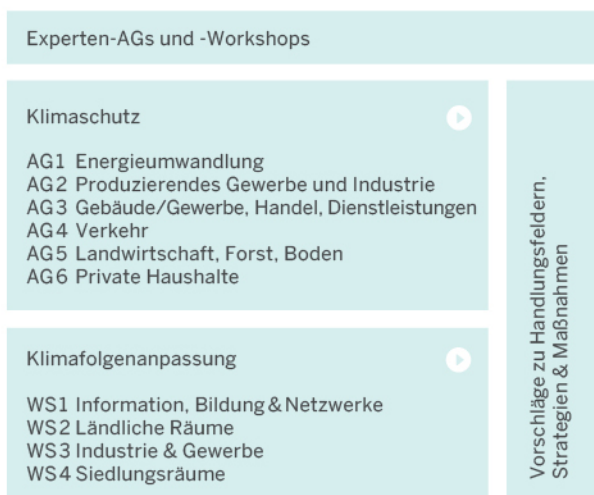 Experten-AGs und -Workshops
Klimaschutz
AG1 Energieumwandlung
AG2 Produzierendes Gewerbe und Industrie
AG3 Gebäude/Gewerbe, Handel, Dienstleistungen
AG4 Verkehr
AG5 Landwirtschaft, Forst, Boden
AG6 Private Haushalte
Klimafolgenanpassung
WS1 Information, Bildung & Netzwerke
WS2 Ländliche Räume
WS3 Industrie & Gewerbe
WS4 Siedlungsräume
Vorschläge zu Handlungsfeldern,
Strategien & Maßnahmen